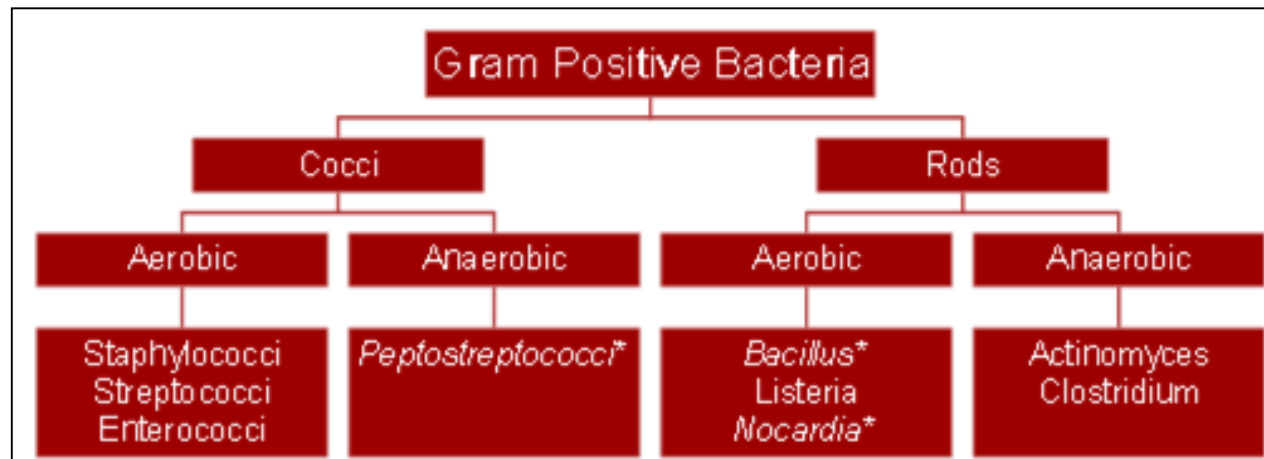 Gram Positive Bacteria
Cocci
Rods
Aerobic
Anaerobic
Aerobic
Anaerobic
Staphylococci
Streptococci
Enterococci
Peptostreptococci*
Bacillus*
Listeria
Nocardia*
Actinomyces
Clostridium